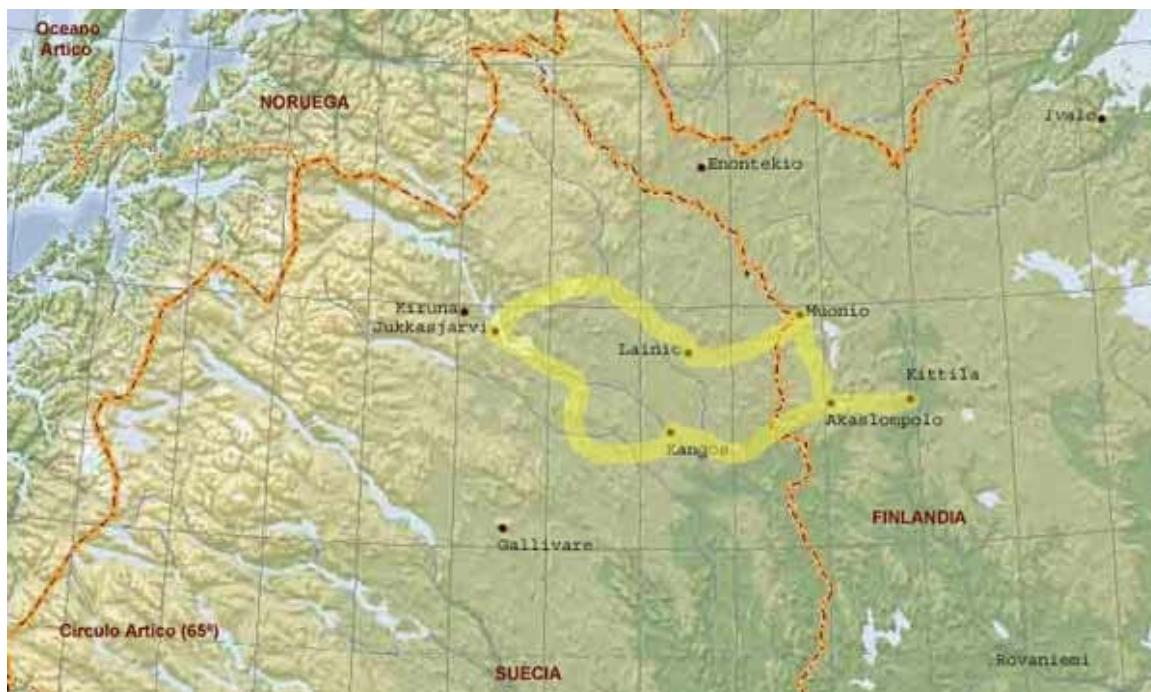 Oceano
Artico
NORUEGA
Ivalo
Enontekio
Kiruna
Jukkasjarvi
Muonio
Lainio
Kittila
Akaslompolo
Kangos
FINLANDIA
Gallivare
Circulo Artico (65º)
SUECIA
Rovaniemi